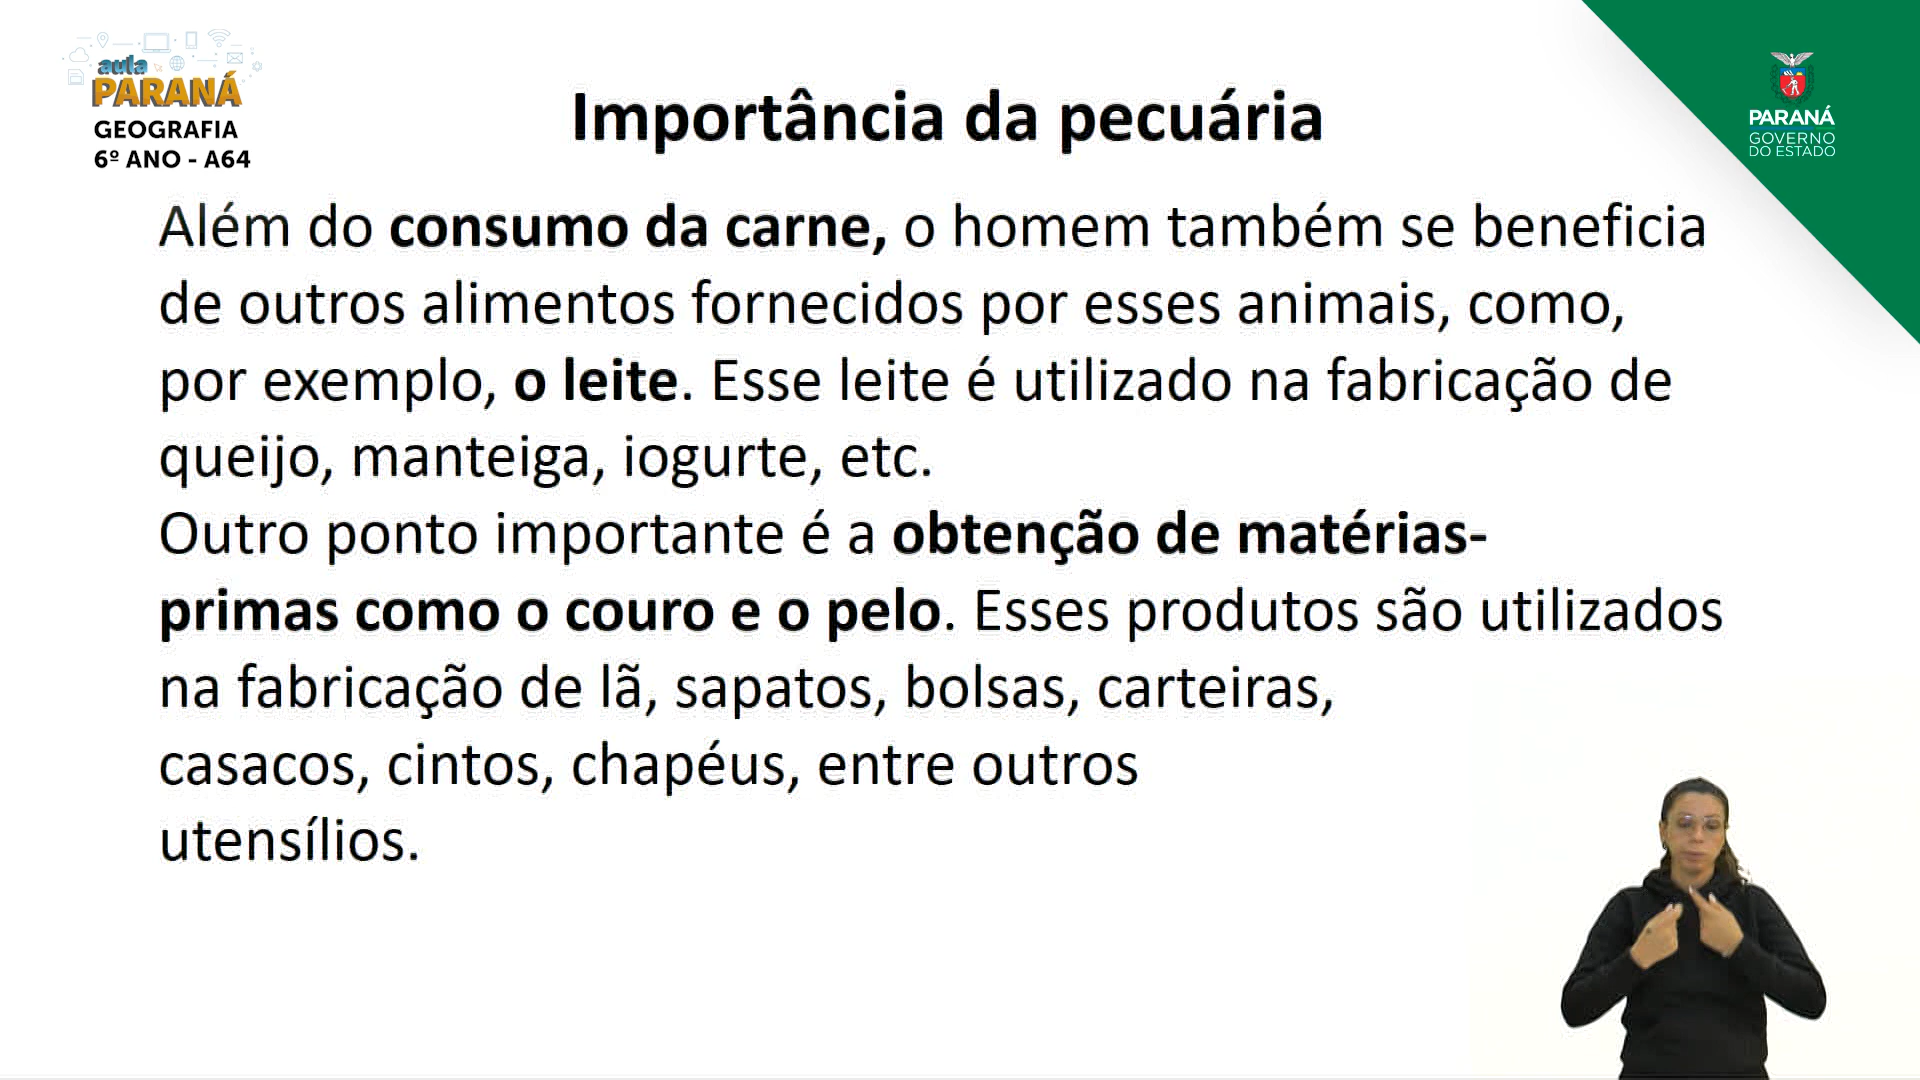 aula
PARANÁ
GEOGRAFIA
6º ANO - A64
Importância da pecuária
PARANÁ
GOVERNO
DO ESTADO
Além do consumo da carne, o homem também se beneficia
de outros alimentos fornecidos por esses animais, como,
por exemplo, o leite. Esse leite é utilizado na fabricação de
queijo, manteiga, iogurte, etc.
Outro ponto importante é a obtenção de matérias-
primas como o couro e o pelo. Esses produtos são utilizados
na fabricação de lã, sapatos, bolsas, carteiras,
casacos, cintos, chapéus, entre outros
utensílios.